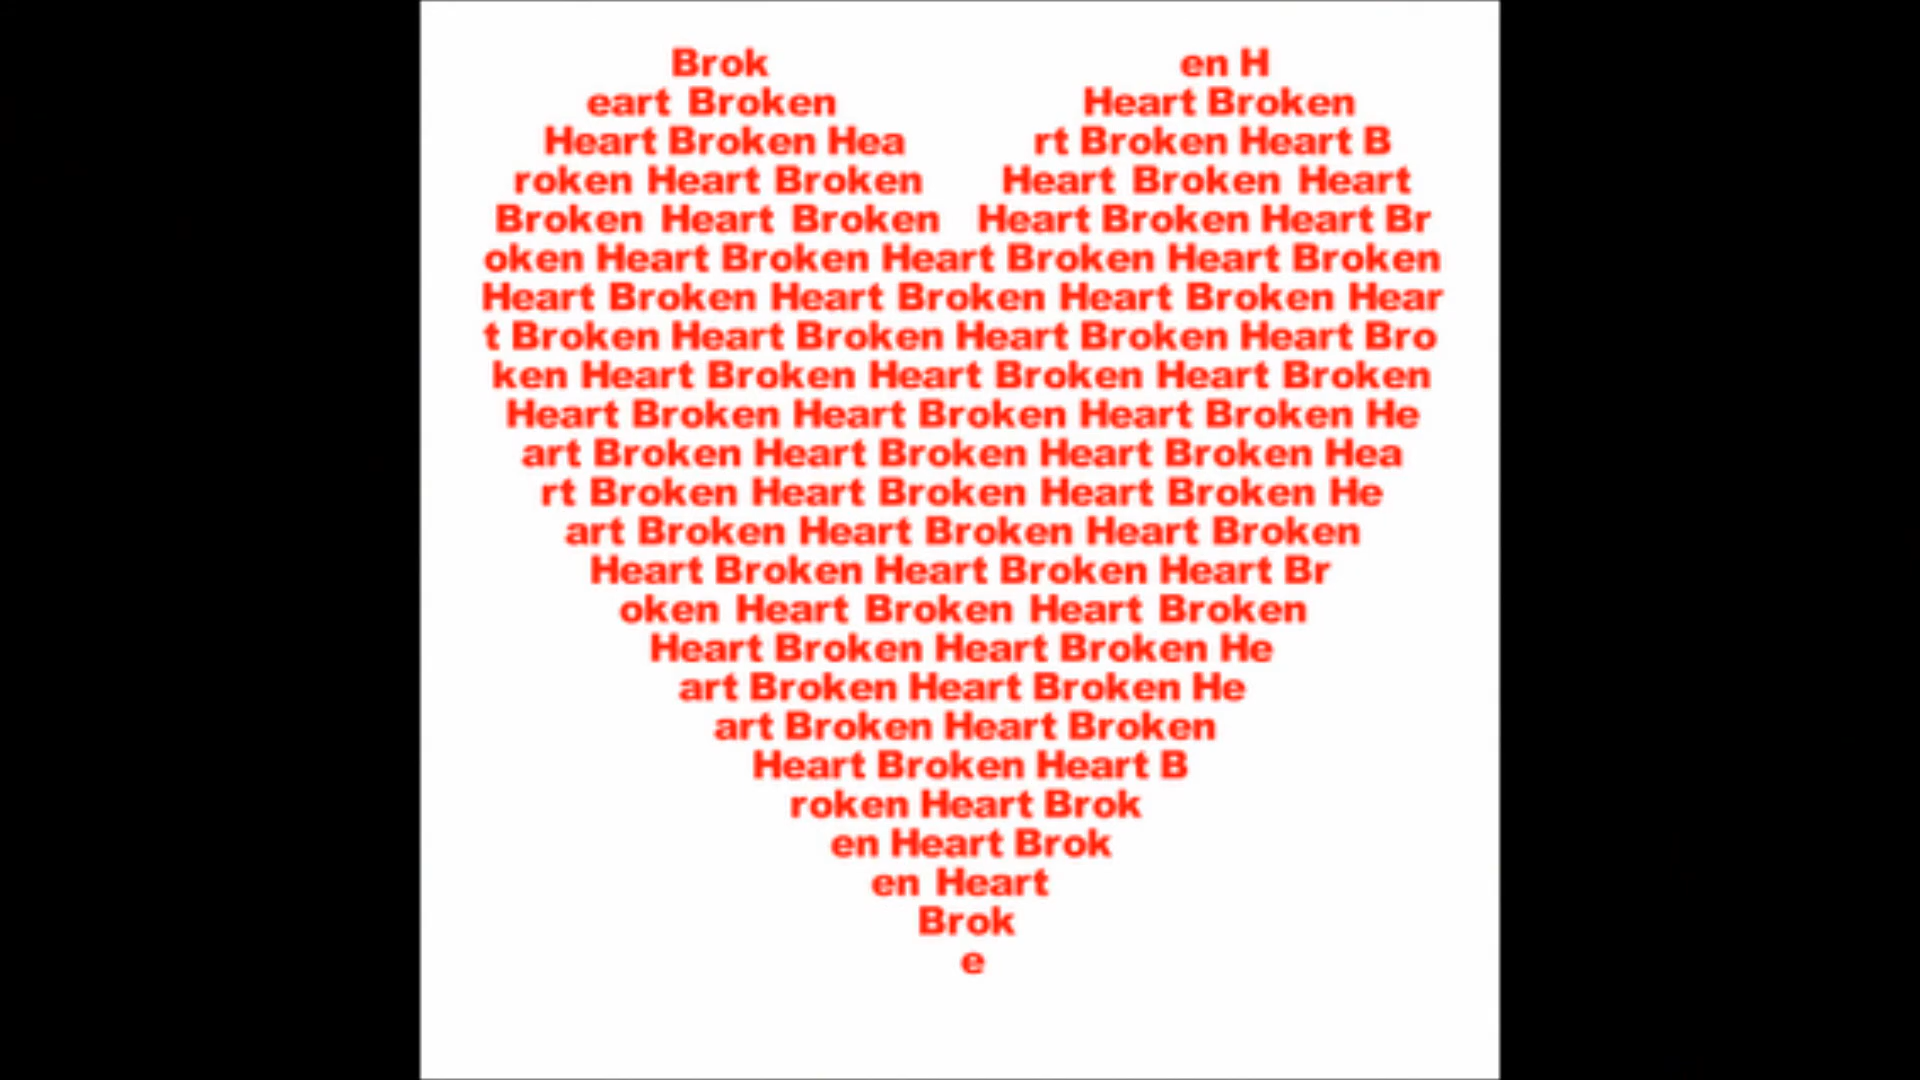 Brok en H
eart Broken Heart Broken
Heart Broken Hea rt Broken Heart B
roken Heart Broken Heart Broken Heart
Broken Heart Broken Heart Broken Heart Br
oken Heart Broken Heart Broken Heart Broken
Heart Broken Heart Broken Heart Broken Hear
t Broken Heart Broken Heart Broken Heart Bro
ken Heart Broken Heart Broken Heart Broken
Heart Broken Heart Broken Heart Broken He
art Broken Heart Broken Heart Broken Hea
rt Broken Heart Broken Heart Broken He
art Broken Heart Broken Heart Broken
Heart Broken Heart Broken Heart Br
oken Heart Broken Heart Broken
Heart Broken Heart Broken He
art Broken Heart Broken He
art Broken Heart Broken
Heart Broken Heart B
roken Heart Brok
en Heart Brok
en Heart
Brok
e